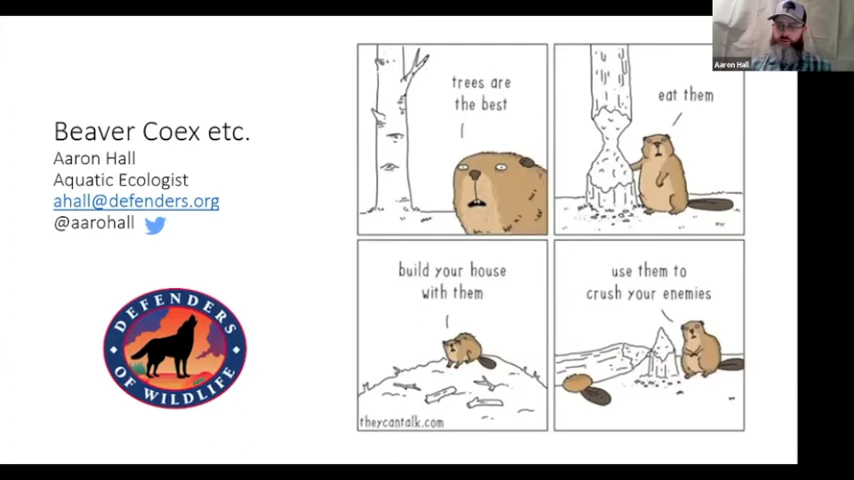 Beaver Coex etc.
Aaron Hall
Aquatic Ecologist
ahall@defenders.org
@aarohall
DEFENDERS
OF WILDLIFE
trees are
the best
eat them
build your house
with them
theycantalk.com
use them to
crush your enemies
Aaron Hall